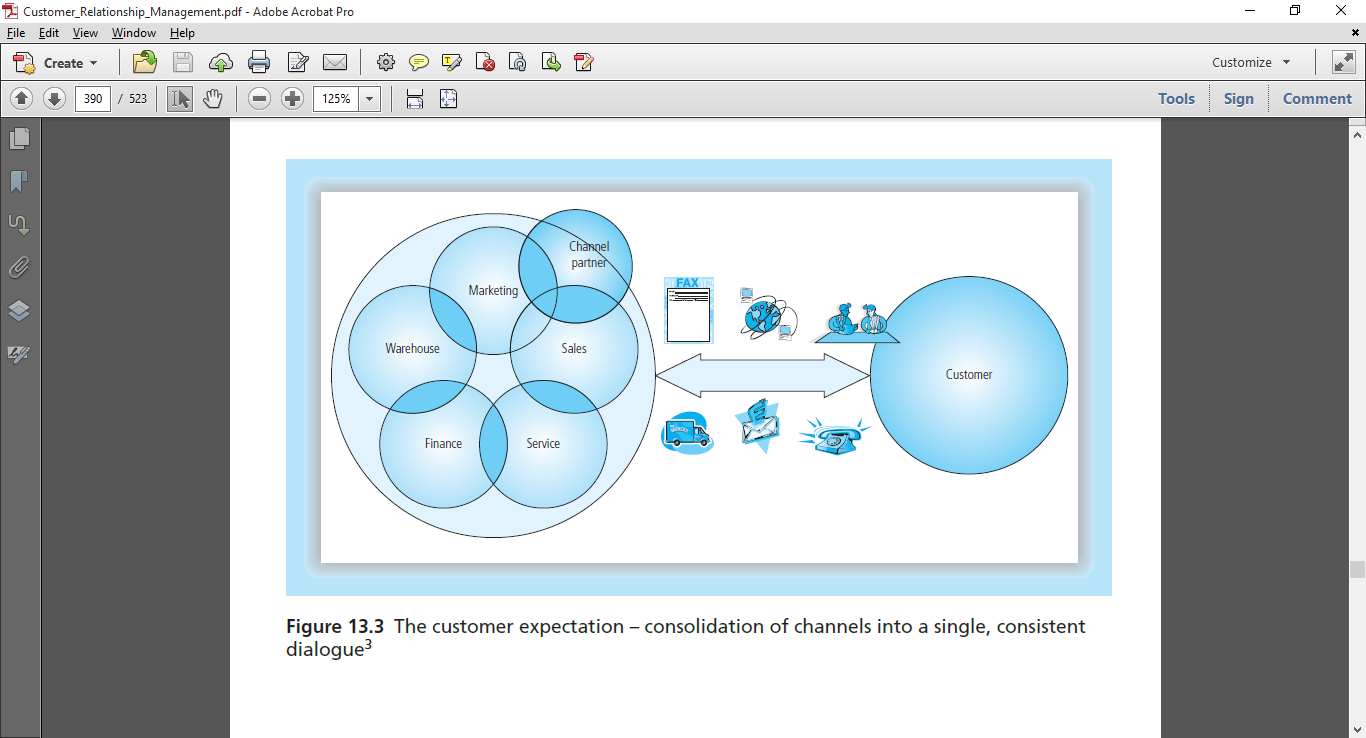 Customer_Relationship_Management.pdf - Adobe Acrobat Pro
File Edit View Window Help
Create
Customize
390 / 523
125%
Tools Sign Comment
Channel
partner
Marketing
Warehouse
Sales
Finance
Service
FAX
Customer
Figure 13.3 The customer expectation – consolidation of channels into a single, consistent
dialogue3